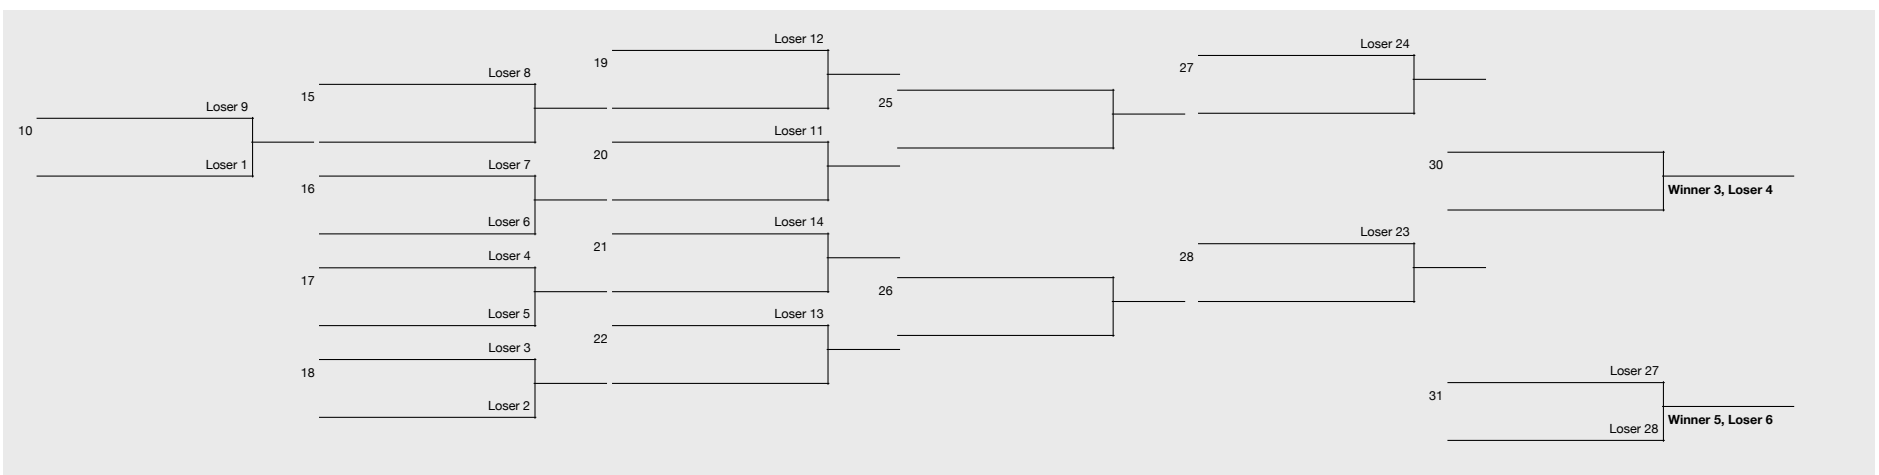 10
Loser 9
Loser 1
15
Loser 8
16
Loser 7
Loser 6
17
Loser 4
Loser 5
18
Loser 3
Loser 2
19
Loser 12
20
Loser 11
21
Loser 14
22
Loser 13
25
26
27
Loser 24
28
Loser 23
30
Winner 3, Loser 4
31
Loser 27
Loser 28
Winner 5, Loser 6